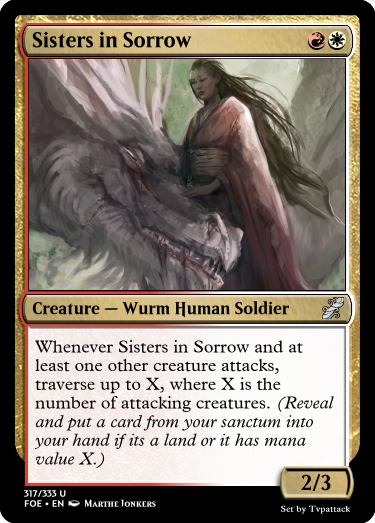 Sisters in Sorrow
Creature — Wurm Human Soldier
Whenever Sisters in Sorrow and at
least one other creature attacks,
traverse up to X, where X is the
number of attacking creatures. (Reveal
and put a card from your sanctum into
your hand if its a land or it has mana
value X.)
2/3
317/333 U
FOE • EN Marthe Jonkers
Set by Tvpattack